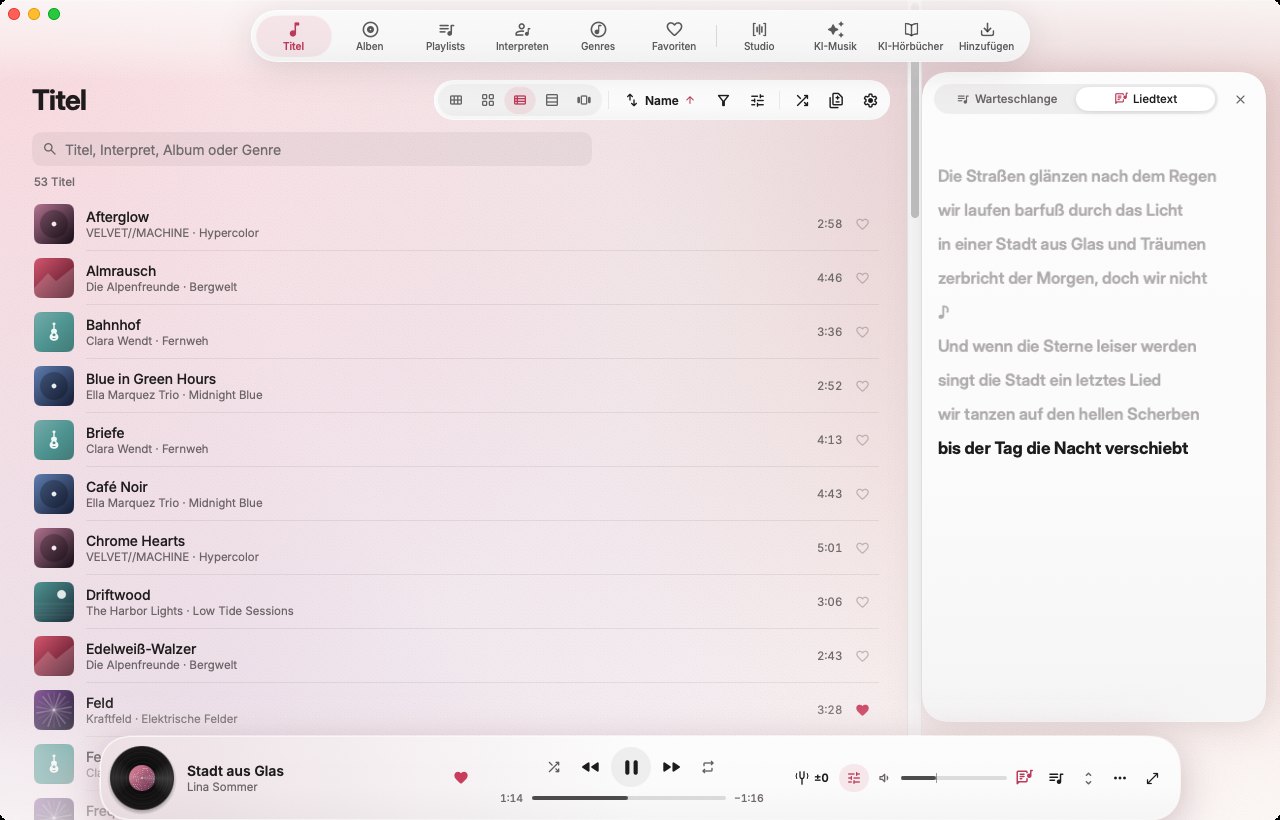 Titel
Alben
Playlists
Interpreten
Genres
Favoriten
Studio
KI-Musik
KI-Hörbücher
Hinzufügen
Titel
Name
Titel, Interpret, Album oder Genre
53 Titel
Afterglow
VELVET//MACHINE · Hypercolor
2:58
Almrausch
Die Alpenfreunde · Bergwelt
4:46
Bahnhof
Clara Wendt · Fernweh
3:36
Blue in Green Hours
Ella Marquez Trio · Midnight Blue
2:52
Briefe
Clara Wendt · Fernweh
4:13
Café Noir
Ella Marquez Trio · Midnight Blue
4:43
Chrome Hearts
VELVET//MACHINE · Hypercolor
5:01
Driftwood
The Harbor Lights · Low Tide Sessions
3:06
Edelweiß-Walzer
Die Alpenfreunde · Bergwelt
2:43
Feld
Kraftfeld · Elektrische Felder
3:28
Warteschlange
Liedtext
Die Straßen glänzen nach dem Regen
wir laufen barfuß durch das Licht
in einer Stadt aus Glas und Träumen
zerbricht der Morgen, doch wir nicht
♪
Und wenn die Sterne leiser werden
singt die Stadt ein letztes Lied
wir tanzen auf den hellen Scherben
bis der Tag die Nacht verschiebt
Stadt aus Glas
Lina Sommer
1:14
−1:16
±0